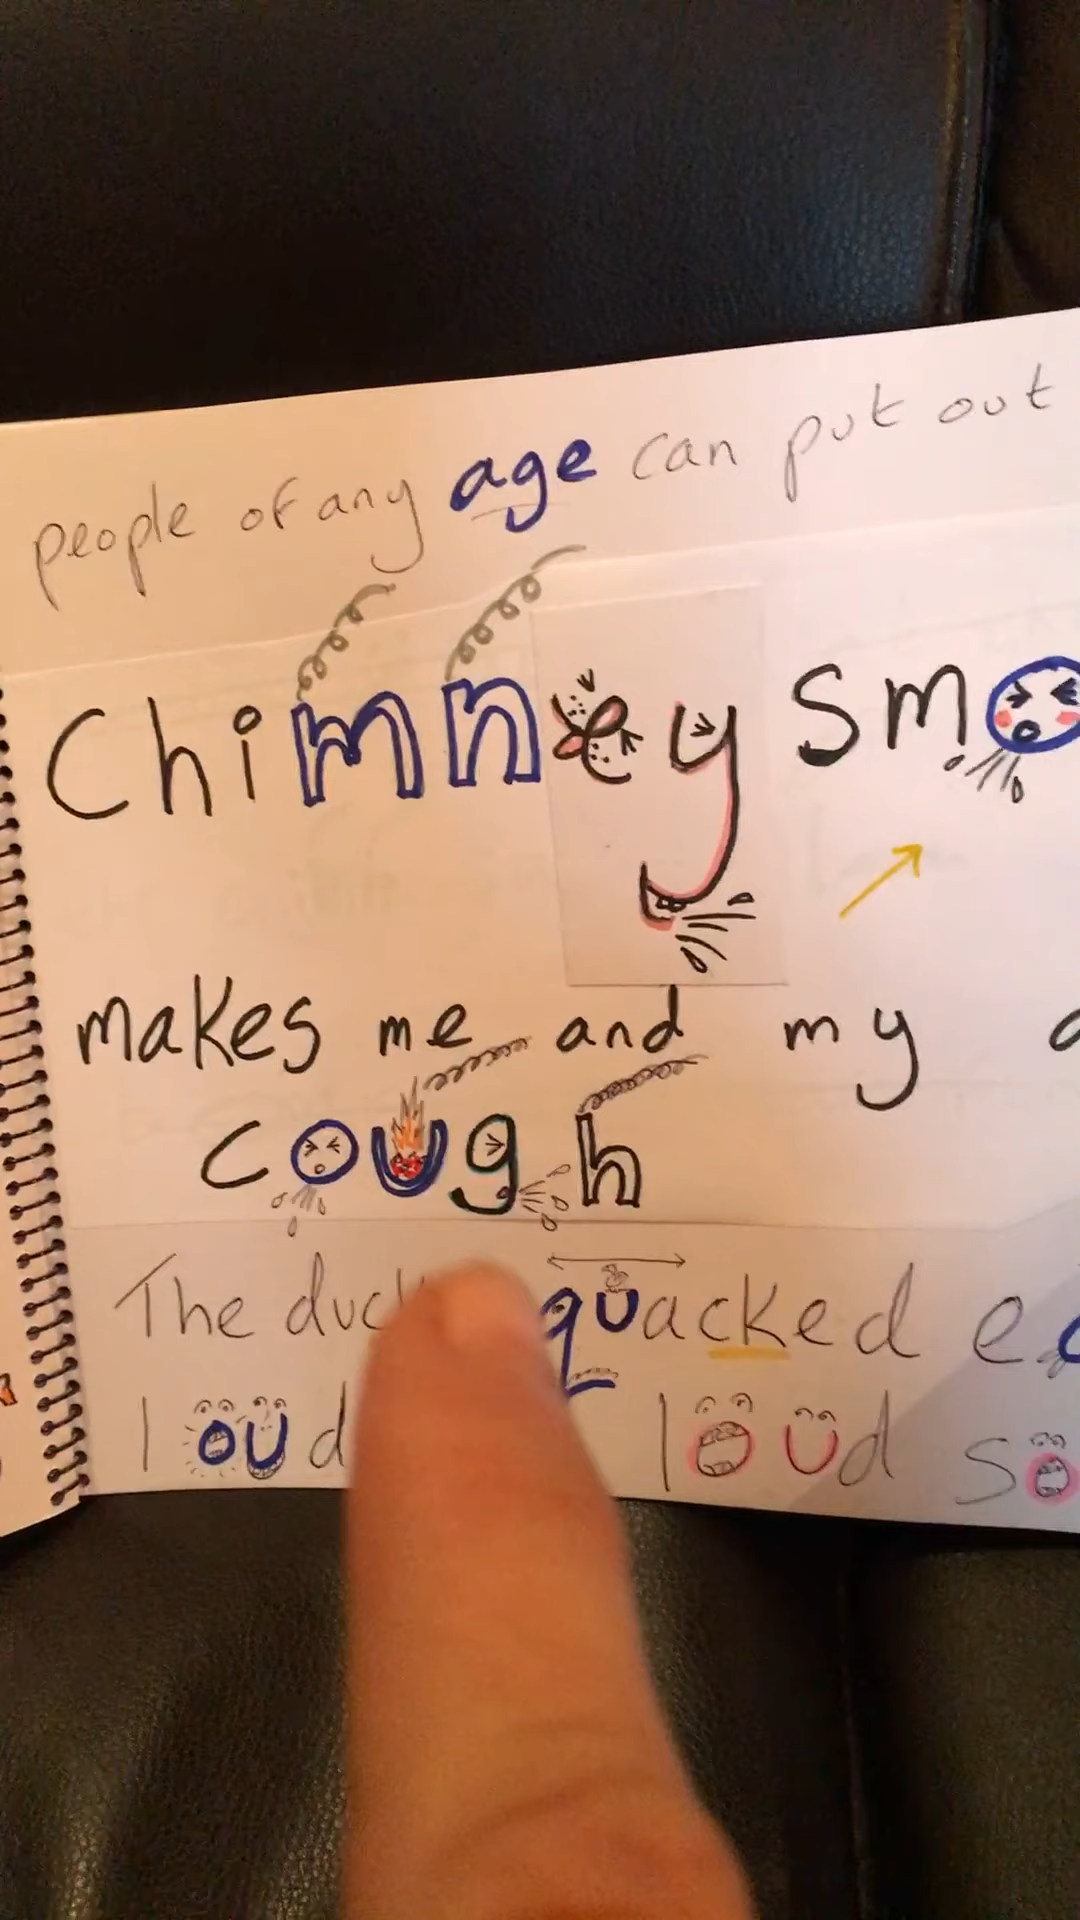 people of any age can put out
Chimney smo
makes me and my
cough
The duck quacked e
loud loud so